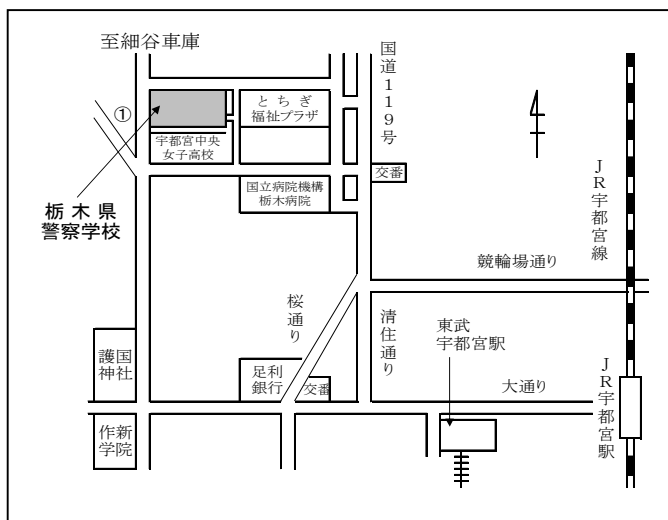 至細谷車庫
国道119号
①
とちぎ
福祉プラザ
宇都宮中央
女子高校
国立病院機構
栃木病院
交番
JR宇都宮線
栃木県
警察学校
競輪場通り
桜通り
清住通り
東武
宇都宮駅
護国
神社
足利
銀行
交番
大通り
JR宇都宮駅
作新
学院